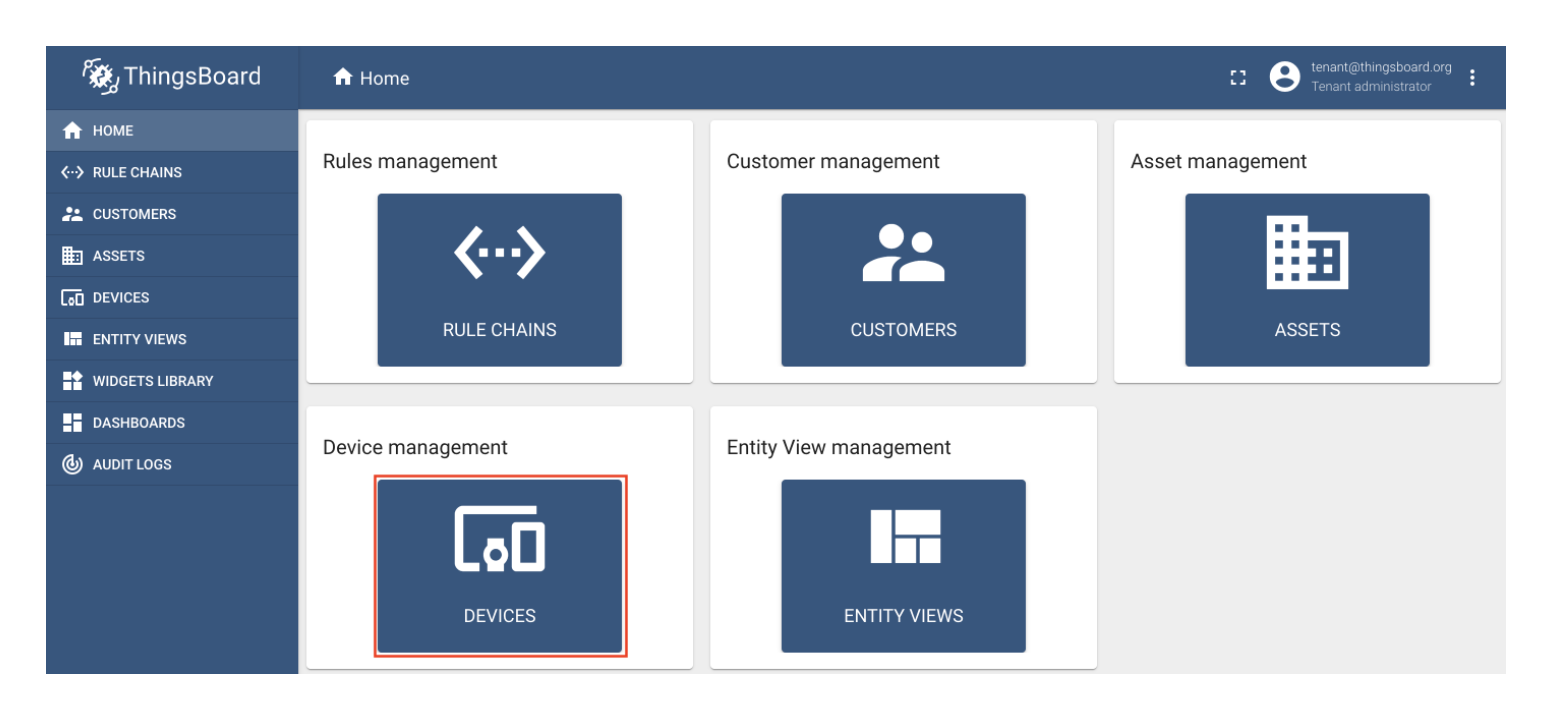 ThingsBoard
Home
tenant@thingsboard.org
Tenant administrator
HOME
RULE CHAINS
CUSTOMERS
ASSETS
DEVICES
ENTITY VIEWS
WIDGETS LIBRARY
DASHBOARDS
AUDIT LOGS
Rules management
RULE CHAINS
Customer management
CUSTOMERS
Asset management
ASSETS
Device management
DEVICES
Entity View management
ENTITY VIEWS